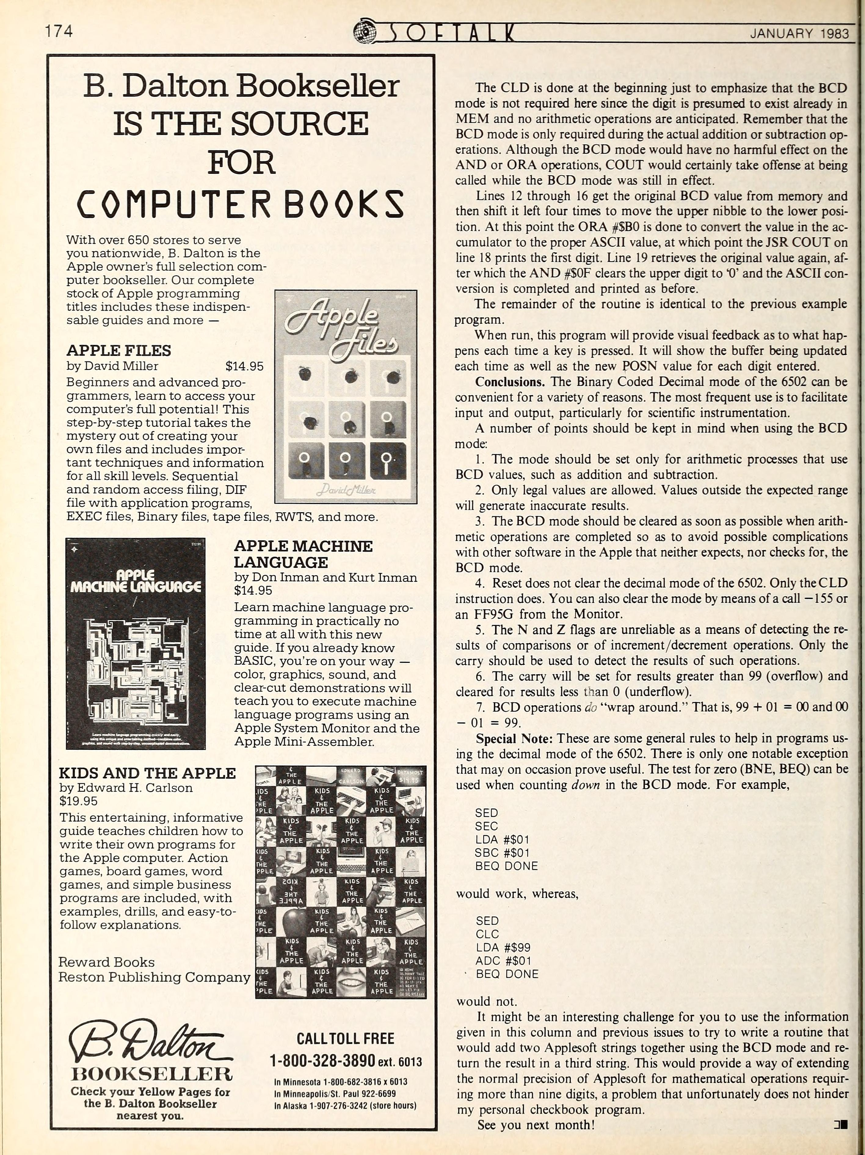 174
SOFTALK
JANUARY 1983
B. Dalton Bookseller
IS THE SOURCE
FOR
COMPUTER BOOKS
With over 650 stores to serve
you nationwide, B. Dalton is the
Apple owner's full selection com-
puter bookseller. Our complete
stock of Apple programming
titles includes these indispen-
sable guides and more —
APPLE FILES
by David Miller $14.95
Beginners and advanced pro-
grammers, learn to access your
computer's full potential! This
step-by-step tutorial takes the
mystery out of creating your
own files and includes impor-
tant techniques and information
for all skill levels. Sequential
and random access filing, DIF
file with application programs,
EXEC files, Binary files, tape files, RWTS, and more.
Apple
Files
David Miller
APPLE
MACHINE LANGUAGE
APPLE MACHINE
LANGUAGE
by Don Inman and Kurt Inman
$14.95
Learn machine language pro-
gramming in practically no
time at all with this new
guide. If you already know
BASIC, you're on your way —
color, graphics, sound, and
clear-cut demonstrations will
teach you to execute machine
language programs using an
Apple System Monitor and the
Apple Mini-Assembler.
KIDS AND THE APPLE
by Edward H. Carlson
$19.95
This entertaining, informative
guide teaches children how to
write their own programs for
the Apple computer. Action
games, board games, word
games, and simple business
programs are included, with
examples, drills, and easy-to-
follow explanations.
KIDS
&
THE
APPLE
Reward Books
Reston Publishing Company
B. Dalton
BOOKSELLER
Check your Yellow Pages for
the B. Dalton Bookseller
nearest you.
CALL TOLL FREE
1-800-328-3890 ext. 6013
In Minnesota 1-800-682-3816 x 6013
In Minneapolis/St. Paul 922-6699
In Alaska 1-907-276-3242 (store hours)
The CLD is done at the beginning just to emphasize that the BCD
mode is not required here since the digit is presumed to exist already in
MEM and no arithmetic operations are anticipated. Remember that the
BCD mode is only required during the actual addition or subtraction op-
erations. Although the BCD mode would have no harmful effect on the
AND or ORA operations, COUT would certainly take offense at being
called while the BCD mode was still in effect.
Lines 12 through 16 get the original BCD value from memory and
then shift it left four times to move the upper nibble to the lower posi-
tion. At this point the ORA #$B0 is done to convert the value in the ac-
cumulator to the proper ASCII value, at which point the JSR COUT on
line 18 prints the first digit. Line 19 retrieves the original value again, af-
ter which the AND #$0F clears the upper digit to '0' and the ASCII con-
version is completed and printed as before.
The remainder of the routine is identical to the previous example
program.
When run, this program will provide visual feedback as to what hap-
pens each time a key is pressed. It will show the buffer being updated
each time as well as the new POSN value for each digit entered.
Conclusions. The Binary Coded Decimal mode of the 6502 can be
convenient for a variety of reasons. The most frequent use is to facilitate
input and output, particularly for scientific instrumentation.
A number of points should be kept in mind when using the BCD
mode:
1. The mode should be set only for arithmetic processes that use
BCD values, such as addition and subtraction.
2. Only legal values are allowed. Values outside the expected range
will generate inaccurate results.
3. The BCD mode should be cleared as soon as possible when arith-
metic operations are completed so as to avoid possible complications
with other software in the Apple that neither expects, nor checks for, the
BCD mode.
4. Reset does not clear the decimal mode of the 6502. Only the CLD
instruction does. You can also clear the mode by means of a call −155 or
an FF95G from the Monitor.
5. The N and Z flags are unreliable as a means of detecting the re-
sults of comparisons or of increment/decrement operations. Only the
carry should be used to detect the results of such operations.
6. The carry will be set for results greater than 99 (overflow) and
cleared for results less than 0 (underflow).
7. BCD operations do "wrap around." That is, 99 + 01 = 00 and 00
− 01 = 99.
Special Note: These are some general rules to help in programs us-
ing the decimal mode of the 6502. There is only one notable exception
that may on occasion prove useful. The test for zero (BNE, BEQ) can be
used when counting down in the BCD mode. For example,
SED
SEC
LDA #$01
SBC #$01
BEQ DONE
would work, whereas,
SED
CLC
LDA #$99
ADC #$01
BEQ DONE
would not.
It might be an interesting challenge for you to use the information
given in this column and previous issues to try to write a routine that
would add two Applesoft strings together using the BCD mode and re-
turn the result in a third string. This would provide a way of extending
the normal precision of Applesoft for mathematical operations requir-
ing more than nine digits, a problem that unfortunately does not hinder
my personal checkbook program.
See you next month!